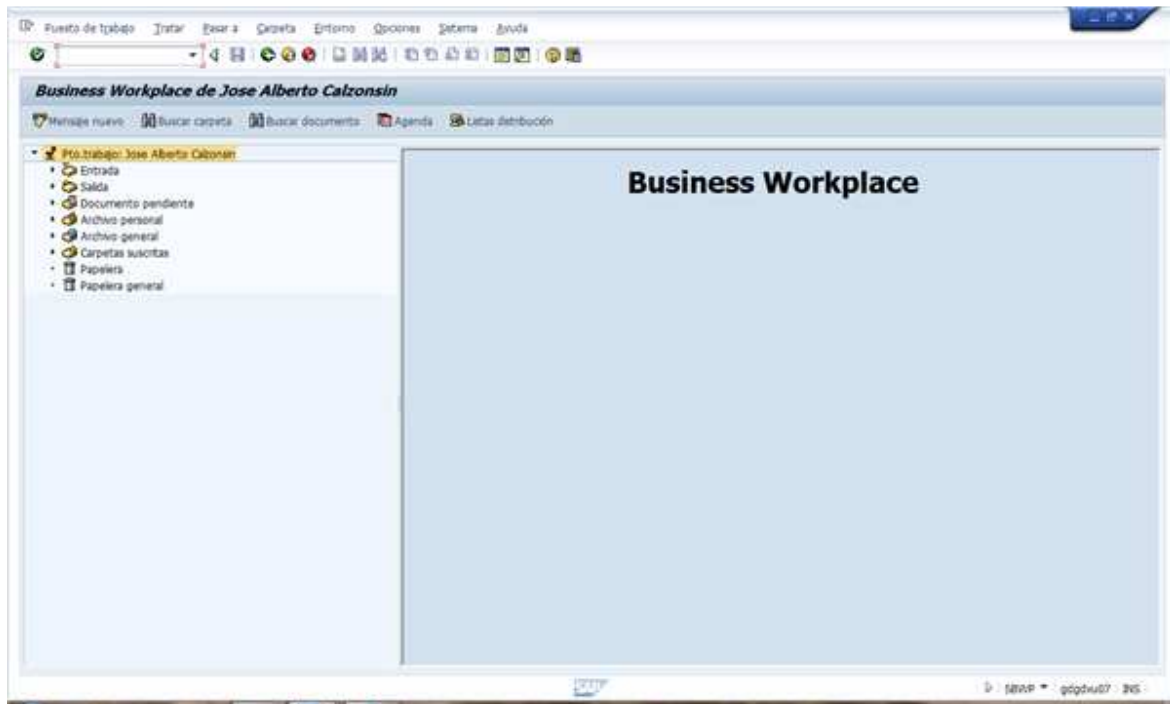 Puesto de trabajo Tratar Pasar a Carpeta Entorno Opciones Sistema Ayuda
Business Workplace de Jose Alberto Calzonsin
Mensaje nuevo Buscar carpeta Buscar documento Agenda Listas distribución
Pto.trabajo: Jose Alberto Calzonsin
Entrada
Salida
Documento pendiente
Archivo personal
Archivo general
Carpetas suscritas
Papelera
Papelera general
Business Workplace
SAP
SBWP gdgdvu07 INS